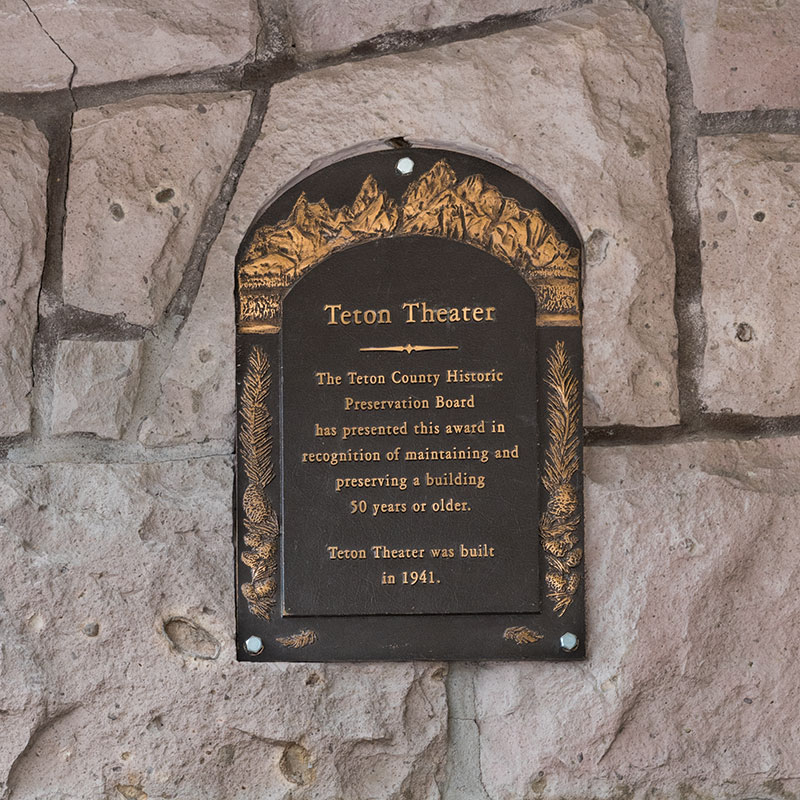 Teton Theater
The Teton County Historic
Preservation Board
has presented this award in
recognition of maintaining and
preserving a building
50 years or older.
Teton Theater was built
in 1941.